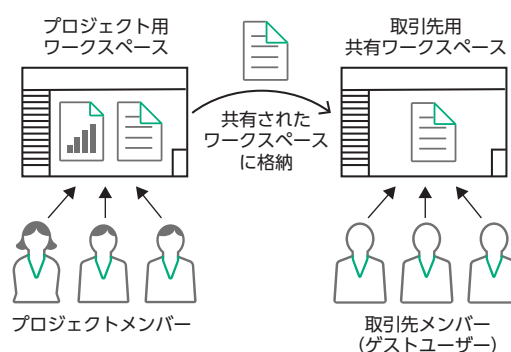 プロジェクト用
ワークスペース
取引先用
共有ワークスペース
共有された
ワークスペース
に格納
プロジェクトメンバー
取引先メンバー
（ゲストユーザー）